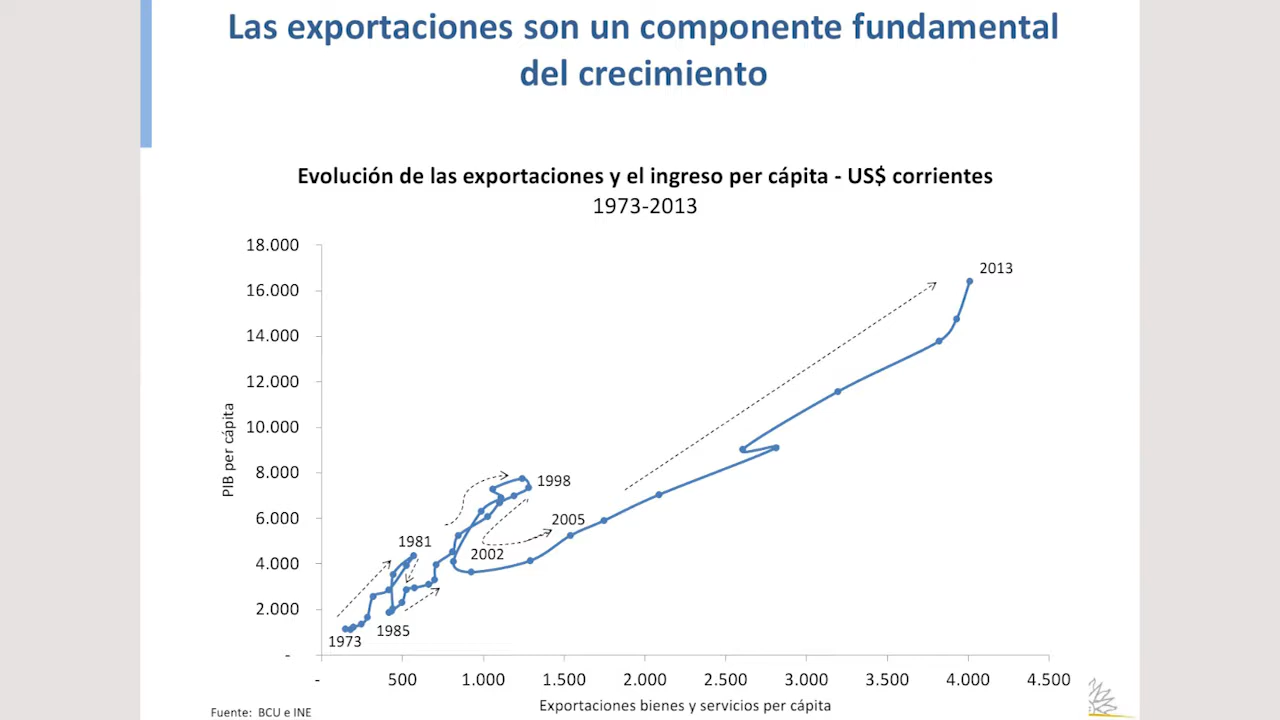 Las exportaciones son un componente fundamental
del crecimiento
Evolución de las exportaciones y el ingreso per cápita - US$ corrientes
1973-2013
18.000
16.000
14.000
12.000
10.000
8.000
6.000
4.000
2.000
-
PIB per cápita
2013
1998
2005
1981
2002
1985
1973
- 500 1.000 1.500 2.000 2.500 3.000 3.500 4.000 4.500
Exportaciones bienes y servicios per cápita
Fuente: BCU e INE